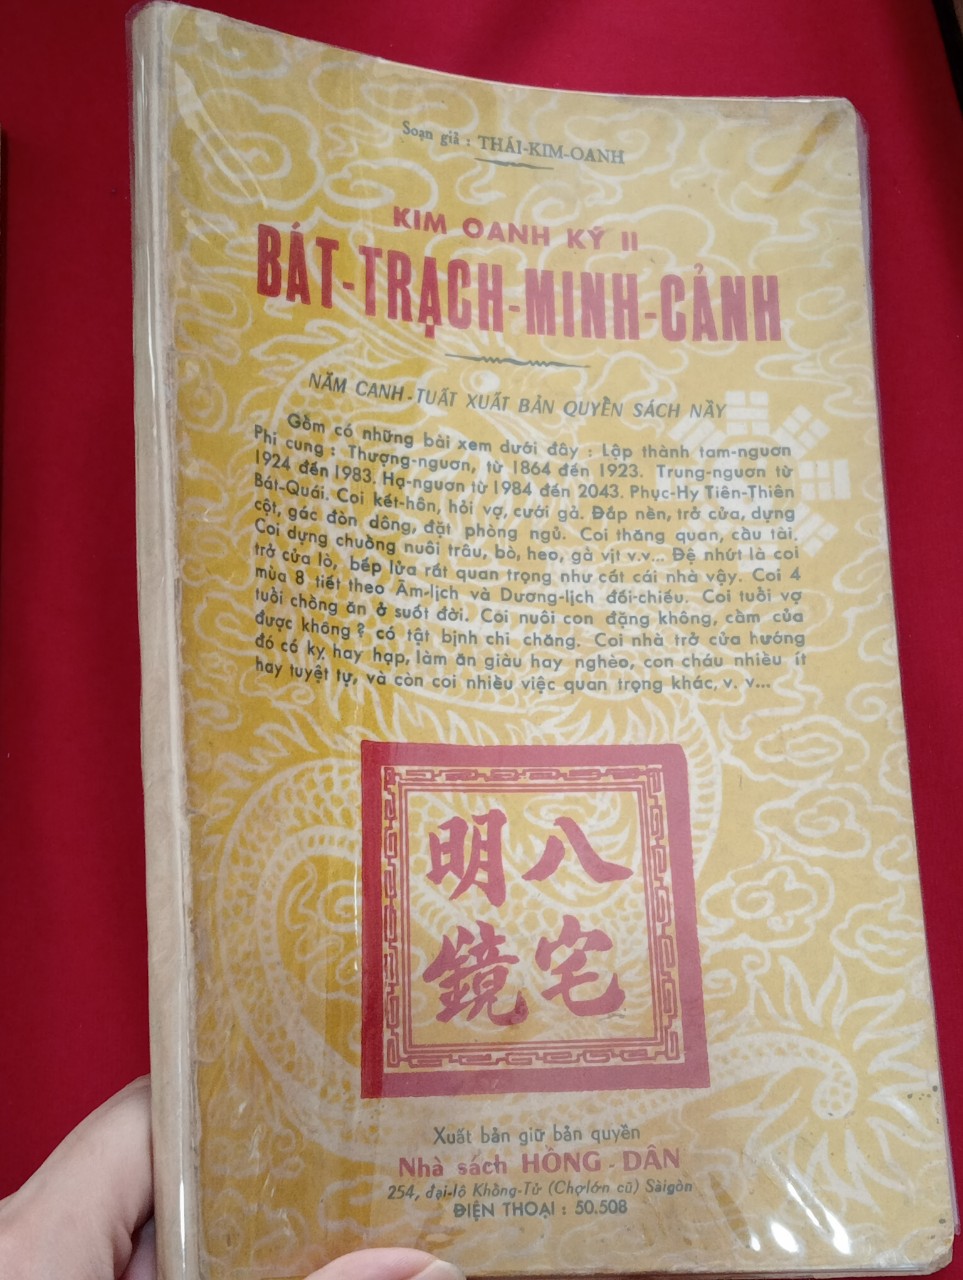 Soạn giả : THÁI-KIM-OANH
KIM OANH KÝ II
BÁT-TRẠCH-MINH-CẢNH
NĂM CANH-TUẤT XUẤT BẢN QUYỂN SÁCH NẦY
Gồm có những bài xem dưới đây : Lập thành tam-nguơn
Phi cung : Thượng-nguơn, từ 1864 đến 1923. Trung-nguơn từ
1924 đến 1983. Hạ-nguơn từ 1984 đến 2043. Phục-Hy Tiên-Thiên
Bát-Quái. Coi kết-hôn, hỏi vợ, cưới gả. Đắp nền, trở cửa, dựng
cột, gác đòn dông, đặt phòng ngủ. Coi thăng quan, cầu tài.
Coi dựng chuồng nuôi trâu, bò, heo, gà vịt v.v... Đệ nhứt là coi
trở cửa lò, bếp lửa rất quan trọng như cất cái nhà vậy. Coi 4
mùa 8 tiết theo Âm-lịch và Dương-lịch đối-chiếu. Coi tuổi vợ
tuổi chồng ăn ở suốt đời. Coi nuôi con đặng không, cầm của
được không ? có tật bịnh chi chăng. Coi nhà trở cửa hướng
đó có kỵ hay hạp, làm ăn giàu hay nghèo, con cháu nhiều ít
hay tuyệt tự, và còn coi nhiều việc quan trọng khác, v. v...
八宅
明鏡
Xuất bản giữ bản quyền
Nhà sách HỒNG - DÂN
254, đại-lô Khồng-Tử (Chợlớn cũ) Sàigòn
ĐIỆN THOẠI : 50.508